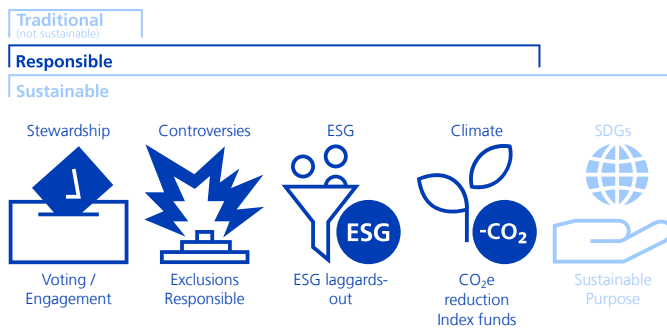 Traditional
(not sustainable)
Responsible
Sustainable
Stewardship
Controversies
ESG
Climate
SDGs
ESG
-CO₂
Voting /
Engagement
Exclusions
Responsible
ESG laggards-
out
CO₂e
reduction
Index funds
Sustainable
Purpose